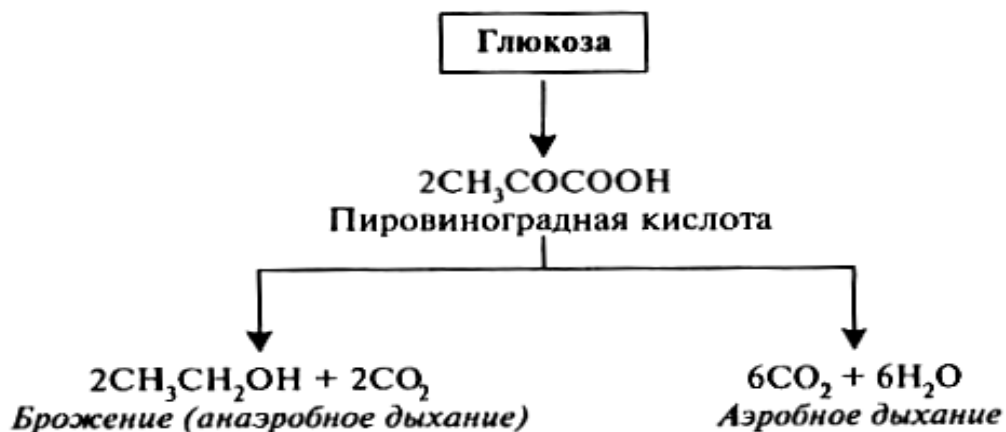 Глюкоза
2CH₃COCOOH
Пировиноградная кислота
2CH₃CH₂OH + 2CO₂
Брожение (анаэробное дыхание)
6CO₂ + 6H₂O
Аэробное дыхание